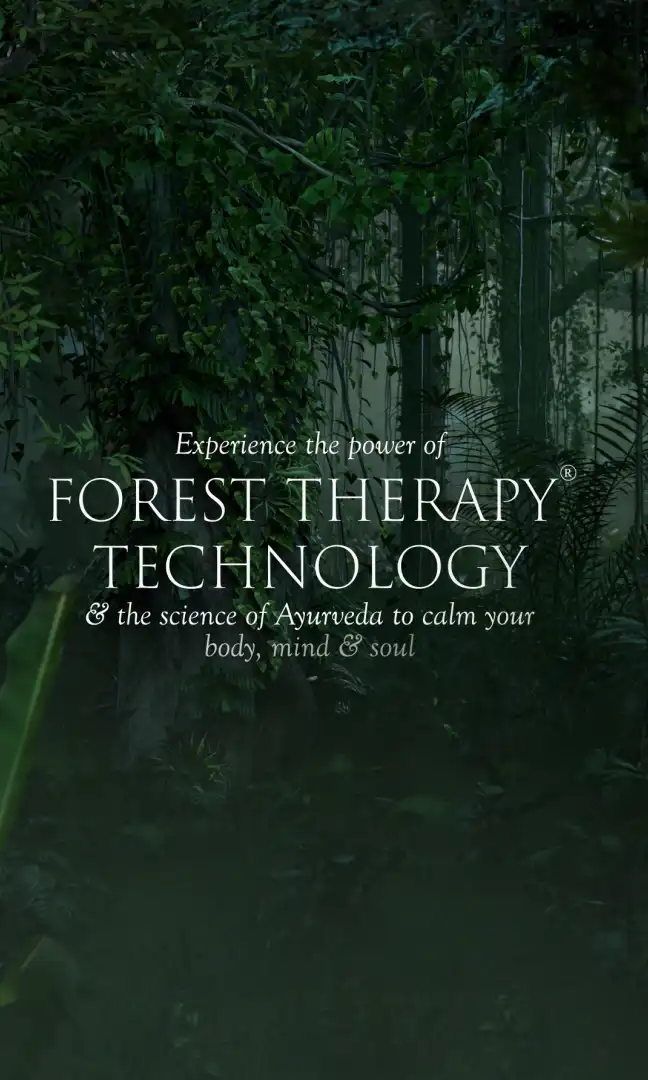 Experience the power of
FOREST THERAPY®
TECHNOLOGY
& the science of Ayurveda to calm your
body, mind & soul